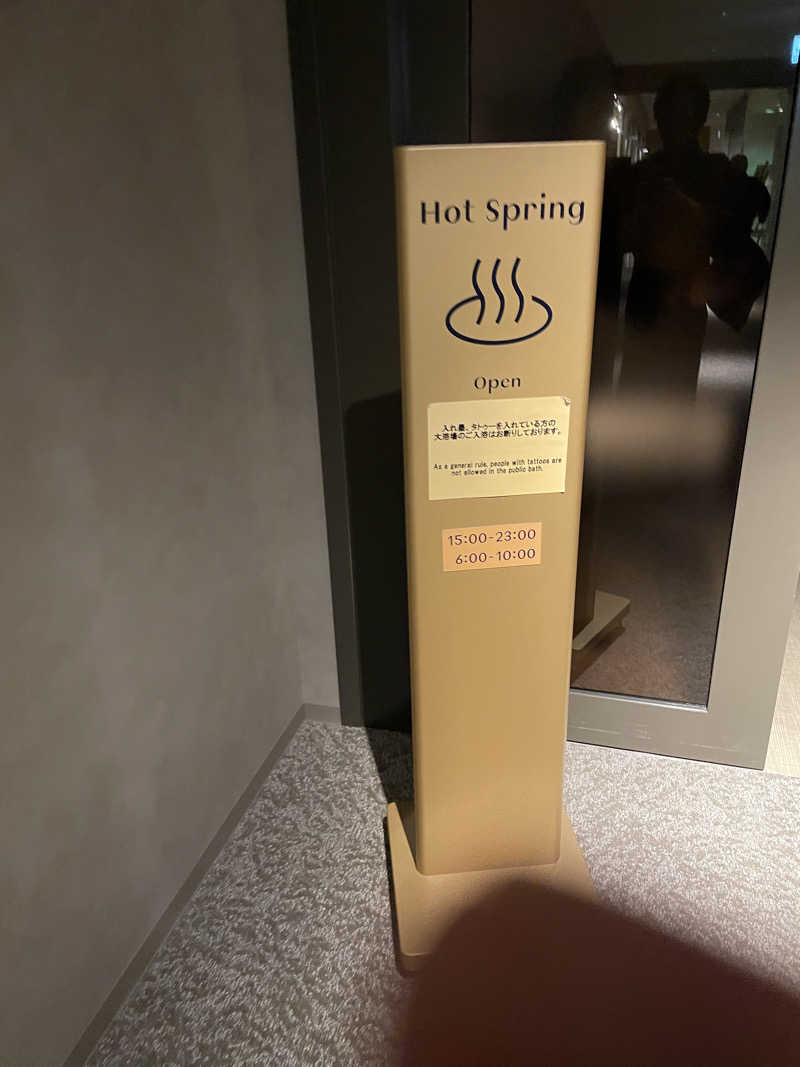 Hot Spring
Open
入れ墨、タトゥーを入れている方の
大浴場のご入浴はお断りしております。
As a general rule, people with tattoos are
not allowed in the public bath.
15:00-23:00
6:00-10:00